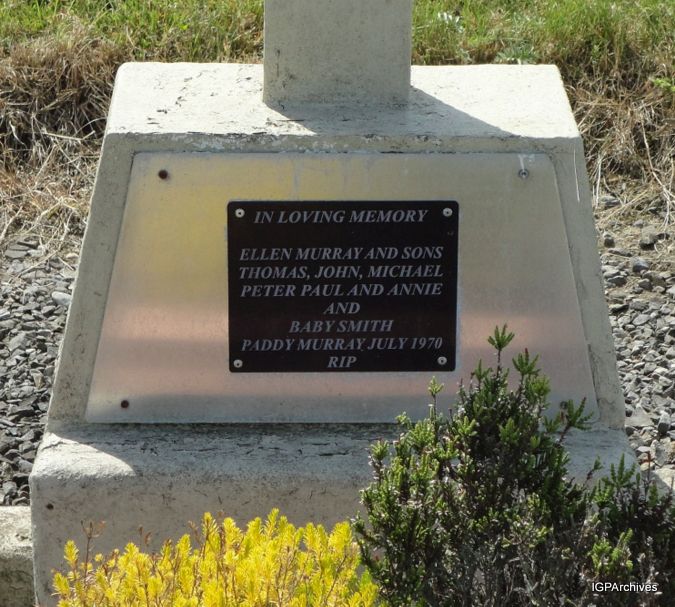 IN LOVING MEMORY
ELLEN MURRAY AND SONS
THOMAS, JOHN, MICHAEL
PETER PAUL AND ANNIE
AND
BABY SMITH
PADDY MURRAY JULY 1970
RIP
IGPArchives